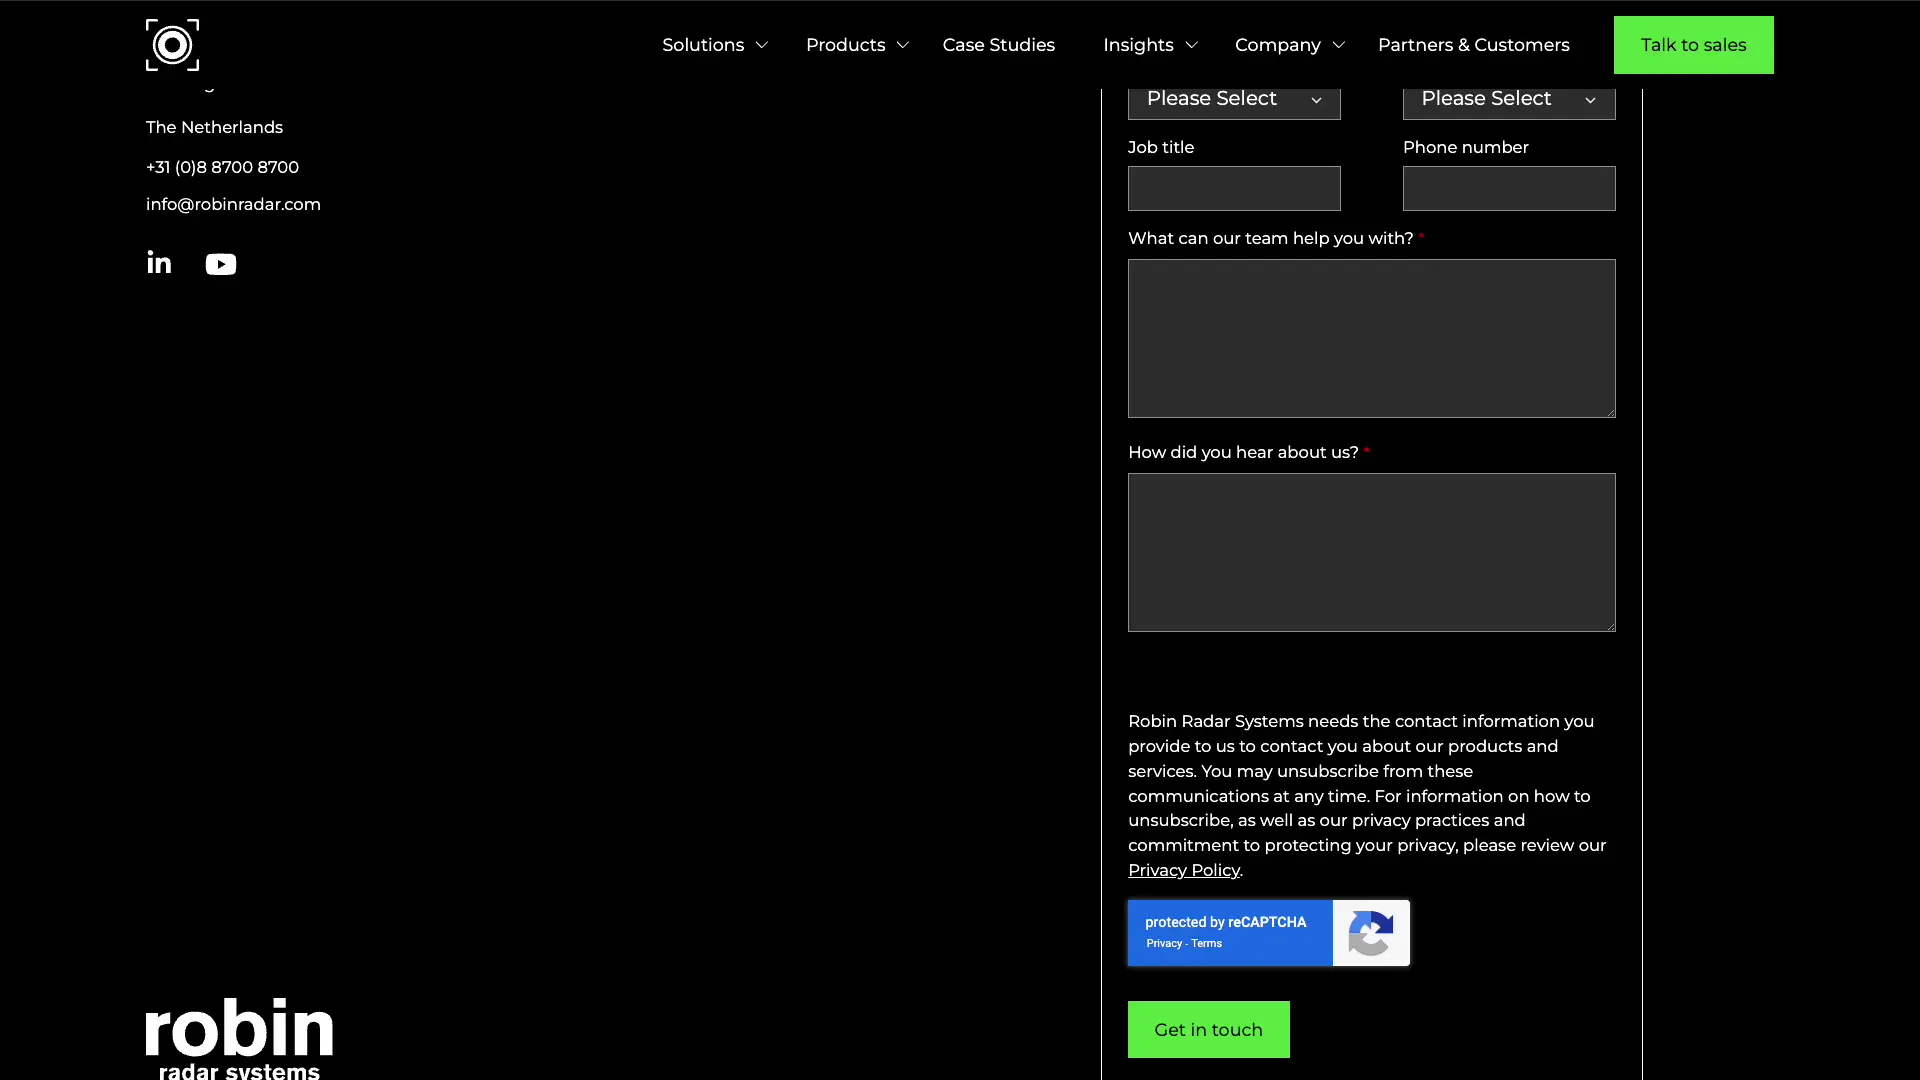 Solutions
Products
Case Studies
Insights
Company
Partners & Customers
Talk to sales
The Netherlands
+31 (0)8 8700 8700
info@robinradar.com
in
Please Select
Please Select
Job title
Phone number
What can our team help you with? *
How did you hear about us? *
Robin Radar Systems needs the contact information you
provide to us to contact you about our products and
services. You may unsubscribe from these
communications at any time. For information on how to
unsubscribe, as well as our privacy practices and
commitment to protecting your privacy, please review our
Privacy Policy.
protected by reCAPTCHA
Privacy - Terms
Get in touch
robin
radar systems